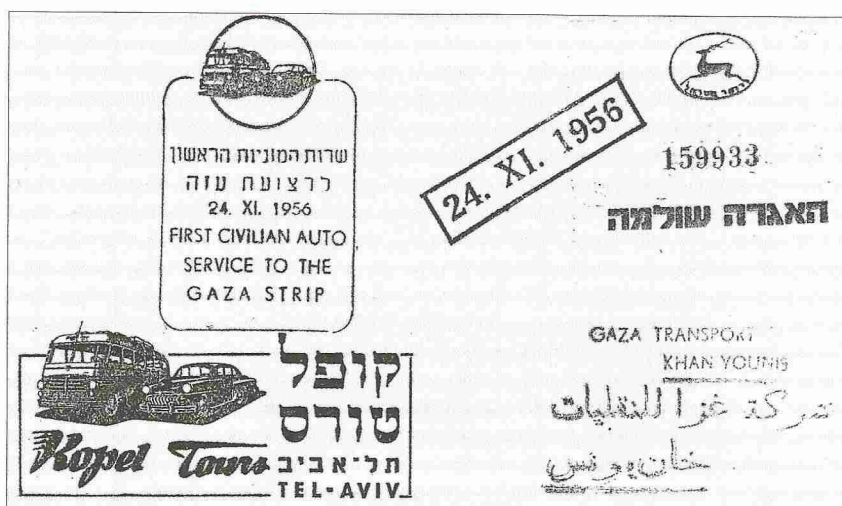 שרות המוניות הראשון
לרצועת עזה
24. XI. 1956
FIRST CIVILIAN AUTO
SERVICE TO THE
GAZA STRIP
24. XI. 1956
159933
האגרה שולמה
קופל
טורס
Kopel Tours
תל־אביב
TEL-AVIV
GAZA TRANSPORT
KHAN YOUNIS
شركة غزا للنقليات
خان يونس